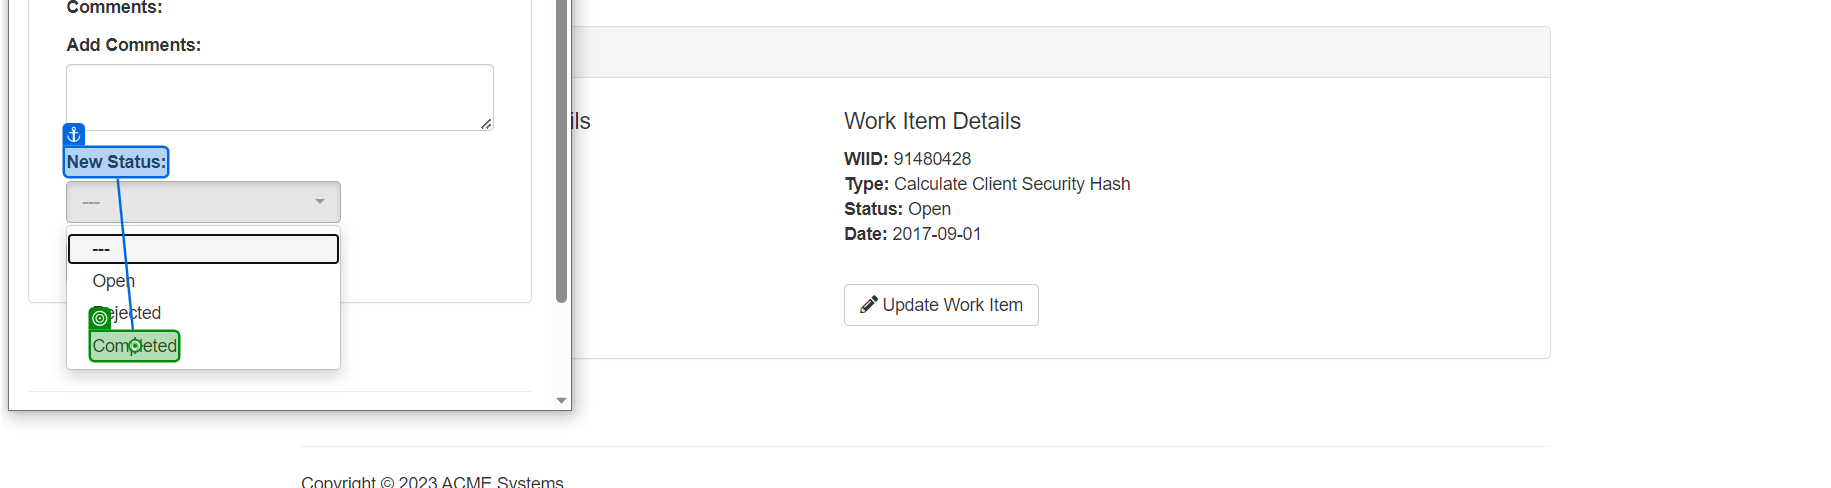 Comments:
Add Comments:
New Status:
---
---
Open
Rejected
Completed
ils
Work Item Details
WIID: 91480428
Type: Calculate Client Security Hash
Status: Open
Date: 2017-09-01
Update Work Item
Copyright © 2023 ACME Systems